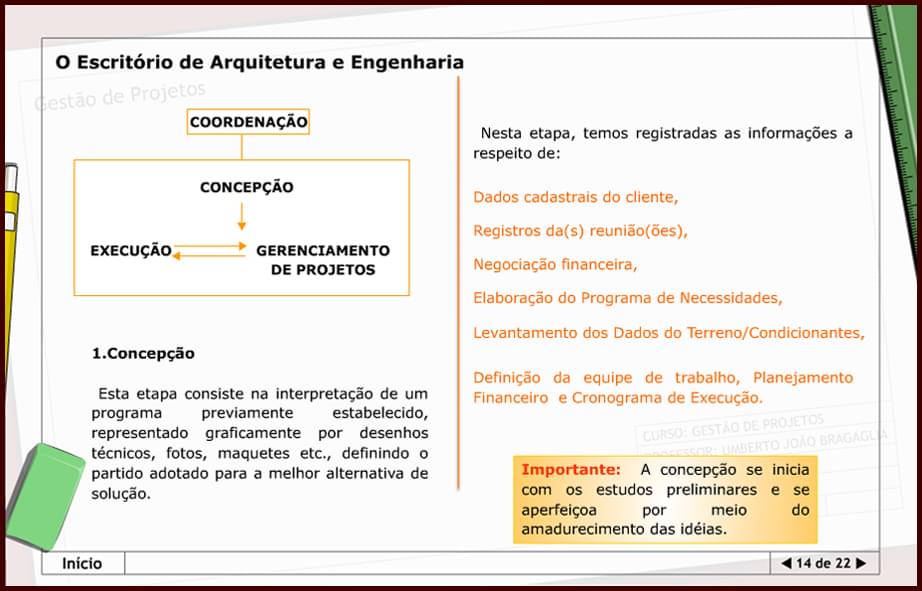 O Escritório de Arquitetura e Engenharia
Gestão de Projetos
COORDENAÇÃO
CONCEPÇÃO
EXECUÇÃO
GERENCIAMENTO
DE PROJETOS
1.Concepção
Esta etapa consiste na interpretação de um
programa previamente estabelecido,
representado graficamente por desenhos
técnicos, fotos, maquetes etc., definindo o
partido adotado para a melhor alternativa de
solução.
Nesta etapa, temos registradas as informações a
respeito de:
Dados cadastrais do cliente,
Registros da(s) reunião(ões),
Negociação financeira,
Elaboração do Programa de Necessidades,
Levantamento dos Dados do Terreno/Condicionantes,
Definição da equipe de trabalho, Planejamento
Financeiro e Cronograma de Execução.
CURSO: GESTÃO DE PROJETOS
PROFESSOR: UMBERTO JOÃO BRAGAGLIA
Importante: A concepção se inicia
com os estudos preliminares e se
aperfeiçoa por meio do
amadurecimento das idéias.
Início
14 de 22